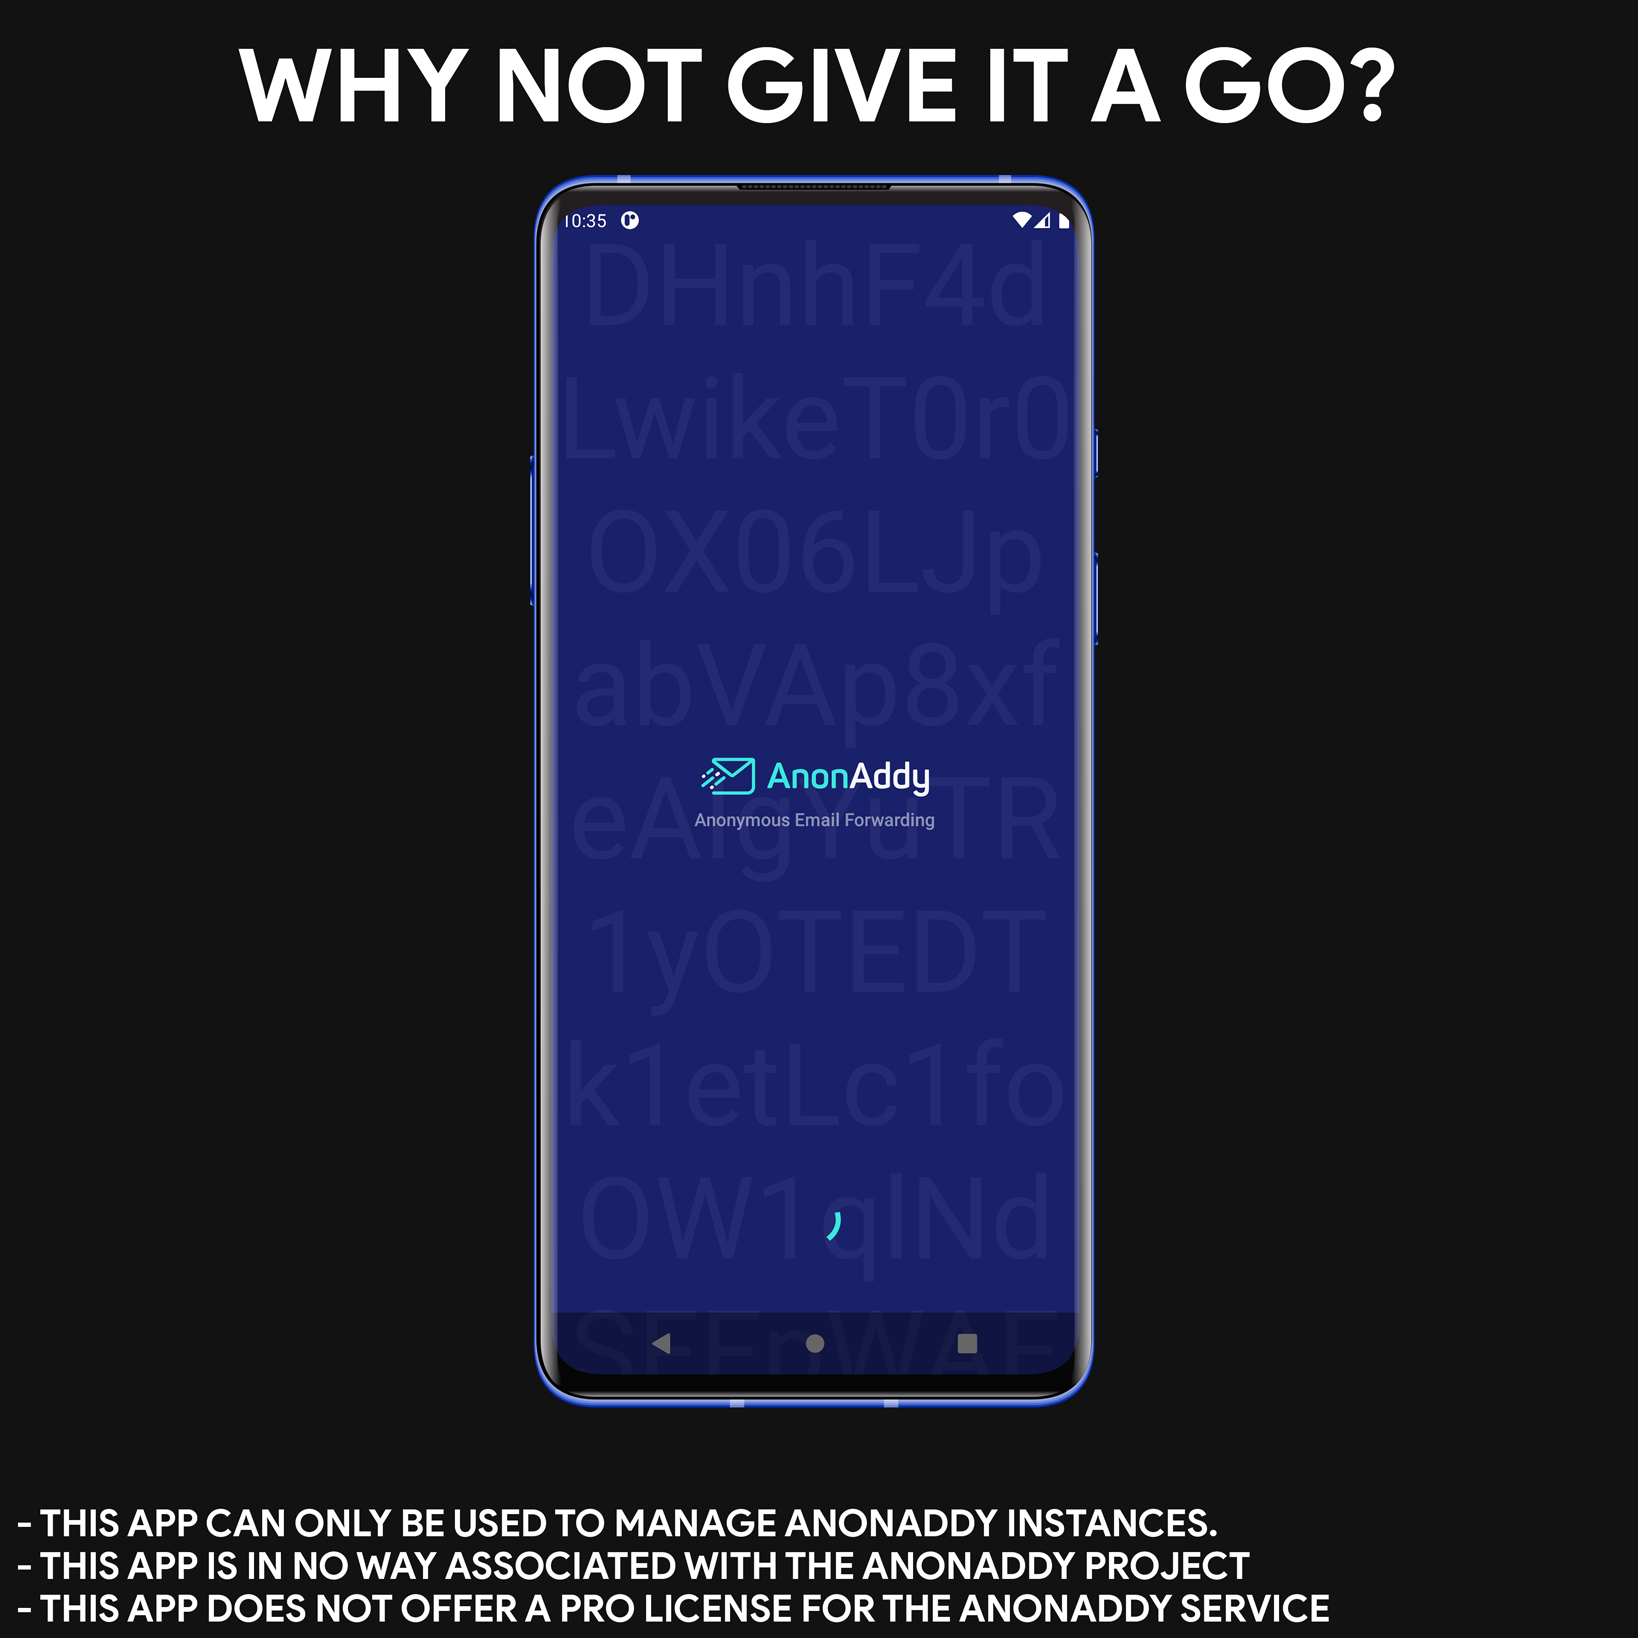 WHY NOT GIVE IT A GO?
10:35
DHnhF4d
LwikeT0r0
OX06LJp
abVAp8xf
AnonAddy
eAIgYuTR
Anonymous Email Forwarding
1yOTEDT
k1etLc1fo
OW1qlNd
- THIS APP CAN ONLY BE USED TO MANAGE ANONADDY INSTANCES.
- THIS APP IS IN NO WAY ASSOCIATED WITH THE ANONADDY PROJECT
- THIS APP DOES NOT OFFER A PRO LICENSE FOR THE ANONADDY SERVICE